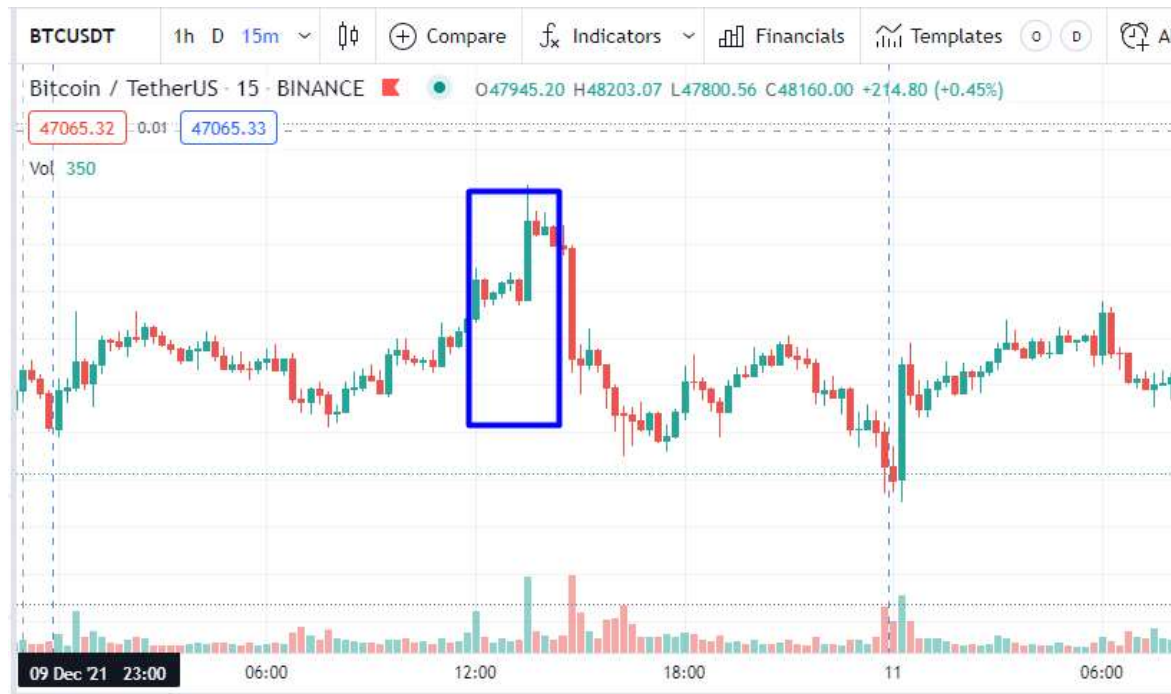 BTCUSDT 1h D 15m Compare fx Indicators Financials Templates O D
Bitcoin / TetherUS · 15 · BINANCE O47945.20 H48203.07 L47800.56 C48160.00 +214.80 (+0.45%)
47065.32 0.01 47065.33
Vol 350
09 Dec '21 23:00 06:00 12:00 18:00 11 06:00